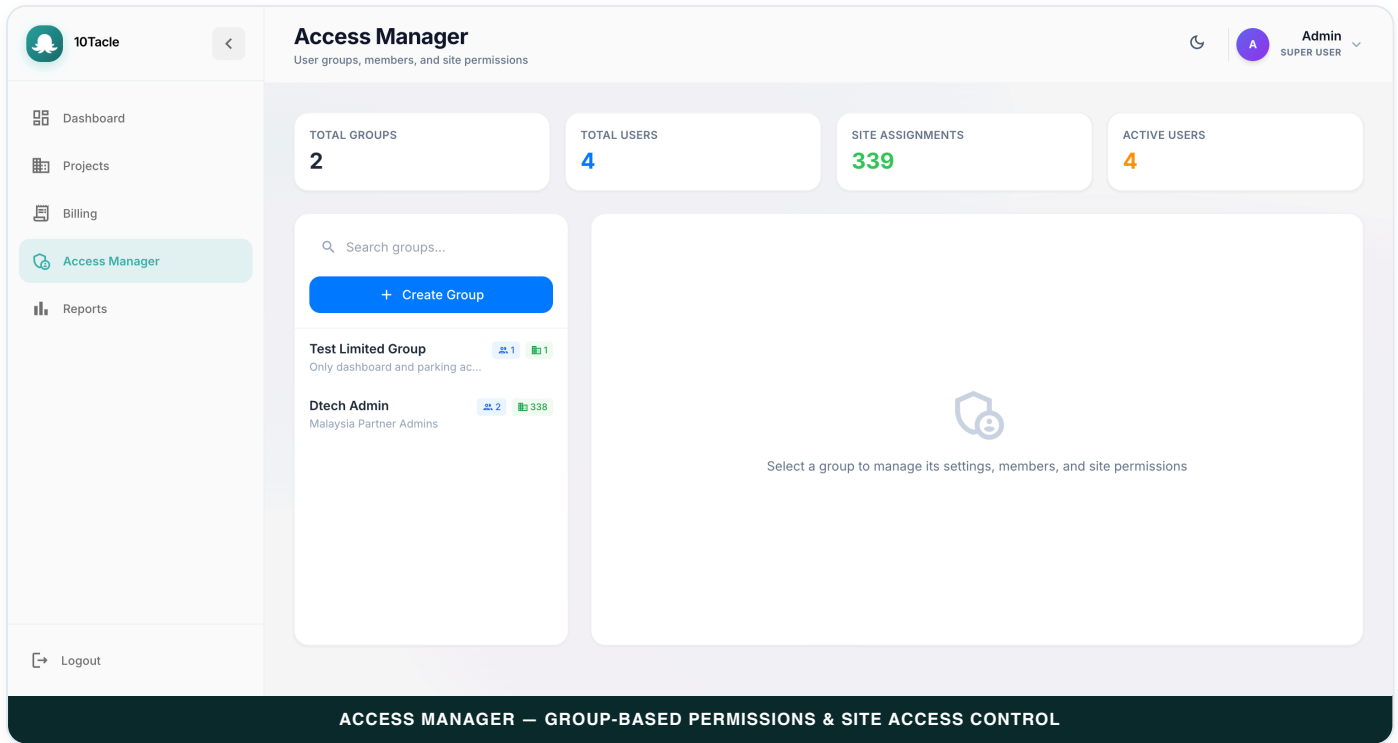 10Tacle
Access Manager
User groups, members, and site permissions
A
Admin
SUPER USER
Dashboard
Projects
Billing
Access Manager
Reports
Logout
TOTAL GROUPS
2
TOTAL USERS
4
SITE ASSIGNMENTS
339
ACTIVE USERS
4
Search groups...
+ Create Group
Test Limited Group 1 1
Only dashboard and parking ac...
Dtech Admin 2 338
Malaysia Partner Admins
Select a group to manage its settings, members, and site permissions
ACCESS MANAGER — GROUP-BASED PERMISSIONS & SITE ACCESS CONTROL